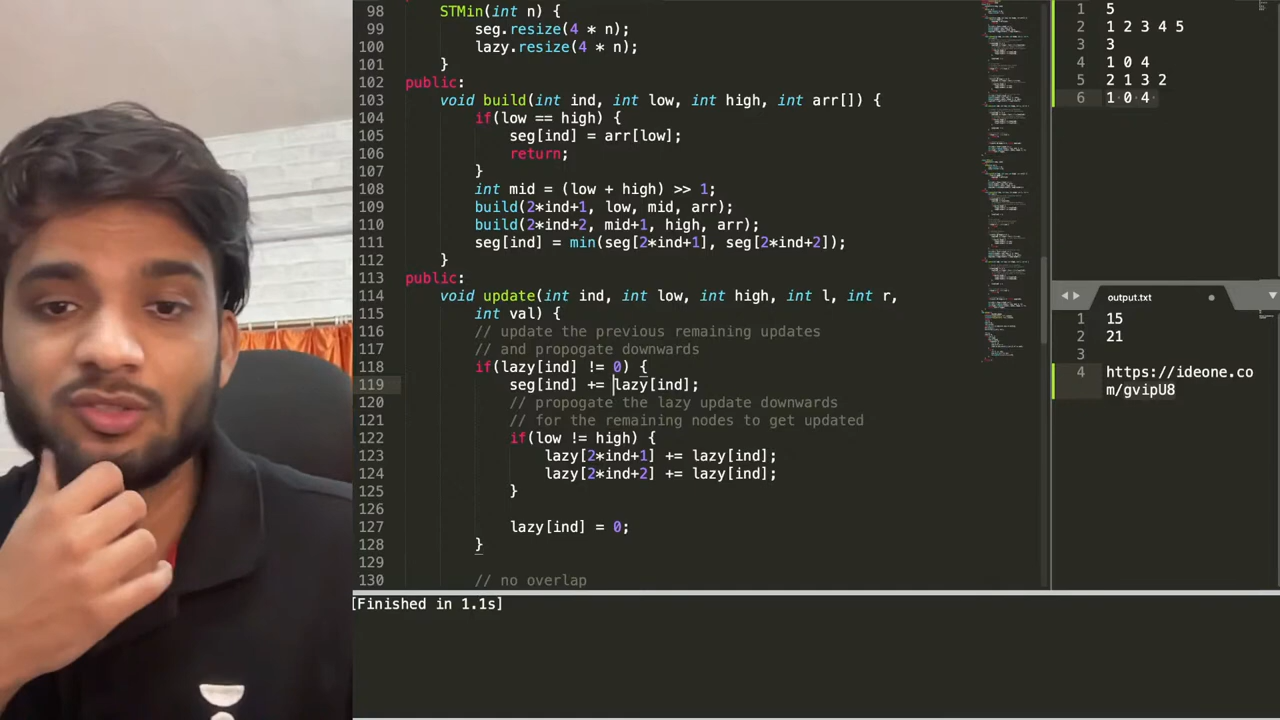 98 STMin(int n) {
99 seg.resize(4 * n);
100 lazy.resize(4 * n);
101 }
102 public:
103 void build(int ind, int low, int high, int arr[]) {
104 if(low == high) {
105 seg[ind] = arr[low];
106 return;
107 }
108 int mid = (low + high) >> 1;
109 build(2*ind+1, low, mid, arr);
110 build(2*ind+2, mid+1, high, arr);
111 seg[ind] = min(seg[2*ind+1], seg[2*ind+2]);
112 }
113 public:
114 void update(int ind, int low, int high, int l, int r,
115 int val) {
116 // update the previous remaining updates
117 // and propogate downwards
118 if(lazy[ind] != 0) {
119 seg[ind] += lazy[ind];
120 // propogate the lazy update downwards
121 // for the remaining nodes to get updated
122 if(low != high) {
123 lazy[2*ind+1] += lazy[ind];
124 lazy[2*ind+2] += lazy[ind];
125 }
126
127 lazy[ind] = 0;
128 }
129
130 // no overlap
1 5
2 1 2 3 4 5
3 3
4 1 0 4
5 2 1 3 2
6 1 0 4
output.txt
1 15
2 21
3
4 https://ideone.co
m/gvipU8
[Finished in 1.1s]